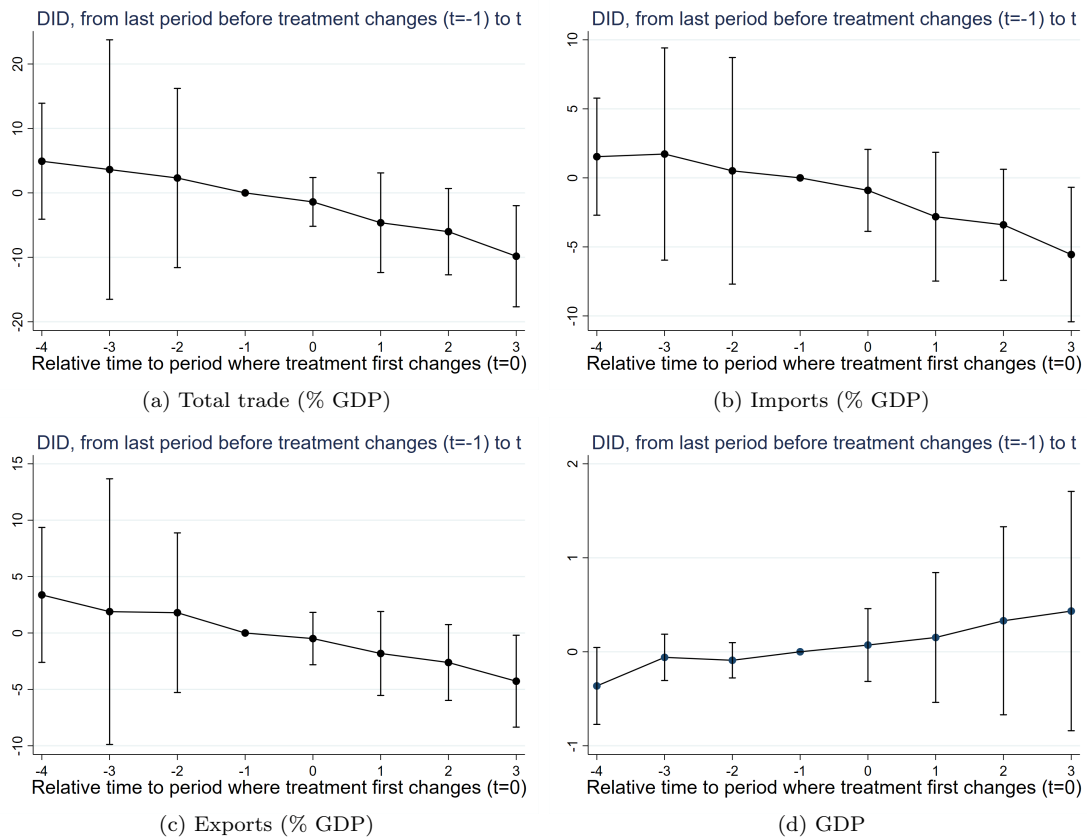 DID, from last period before treatment changes (t=-1) to t
20
10
0
-10
-20
-4 -3 -2 -1 0 1 2 3
Relative time to period where treatment first changes (t=0)
(a) Total trade (% GDP)
DID, from last period before treatment changes (t=-1) to t
10
5
0
-5
-10
-4 -3 -2 -1 0 1 2 3
Relative time to period where treatment first changes (t=0)
(b) Imports (% GDP)
DID, from last period before treatment changes (t=-1) to t
15
10
5
0
-5
-10
-4 -3 -2 -1 0 1 2 3
Relative time to period where treatment first changes (t=0)
(c) Exports (% GDP)
DID, from last period before treatment changes (t=-1) to t
2
1
0
-1
-4 -3 -2 -1 0 1 2 3
Relative time to period where treatment first changes (t=0)
(d) GDP